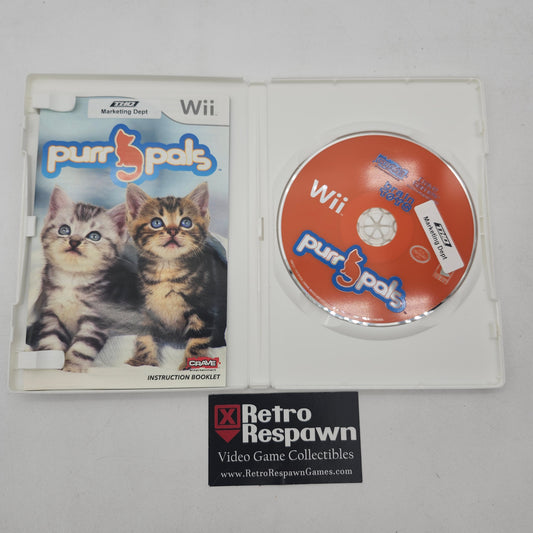 THQ
Marketing Dept
Wii
purr pals
CRAVE
INSTRUCTION BOOKLET
Wii
THQ
Marketing Dept
purr pals
Retro
Respawn
Video Game Collectibles
www.RetroRespawnGames.com